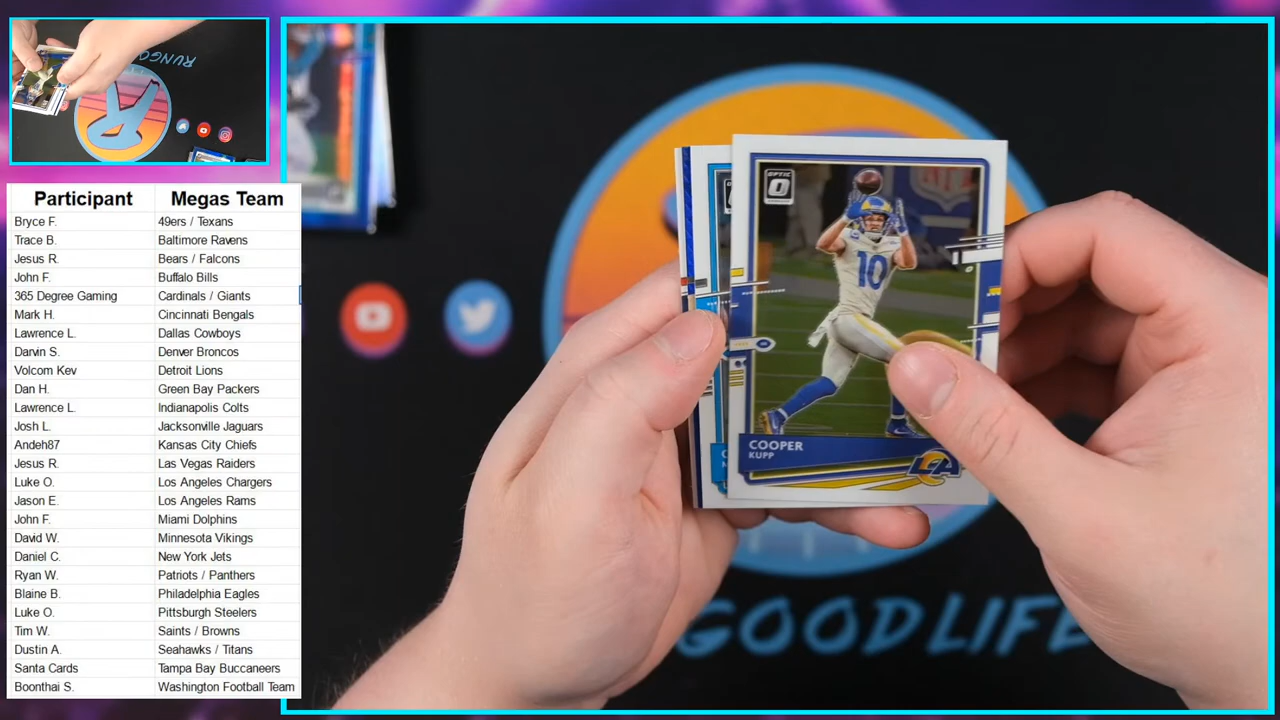 RUNGOO
Participant Megas Team
Bryce F. 49ers / Texans
Trace B. Baltimore Ravens
Jesus R. Bears / Falcons
John F. Buffalo Bills
365 Degree Gaming Cardinals / Giants
Mark H. Cincinnati Bengals
Lawrence L. Dallas Cowboys
Darvin S. Denver Broncos
Volcom Kev Detroit Lions
Dan H. Green Bay Packers
Lawrence L. Indianapolis Colts
Josh L. Jacksonville Jaguars
Andeh87 Kansas City Chiefs
Jesus R. Las Vegas Raiders
Luke O. Los Angeles Chargers
Jason E. Los Angeles Rams
John F. Miami Dolphins
David W. Minnesota Vikings
Daniel C. New York Jets
Ryan W. Patriots / Panthers
Blaine B. Philadelphia Eagles
Luke O. Pittsburgh Steelers
Tim W. Saints / Browns
Dustin A. Seahawks / Titans
Santa Cards Tampa Bay Buccaneers
Boonthai S. Washington Football Team
OPTIC
O
NFL
10
COOPER
KUPP
LA
GOODLIFE